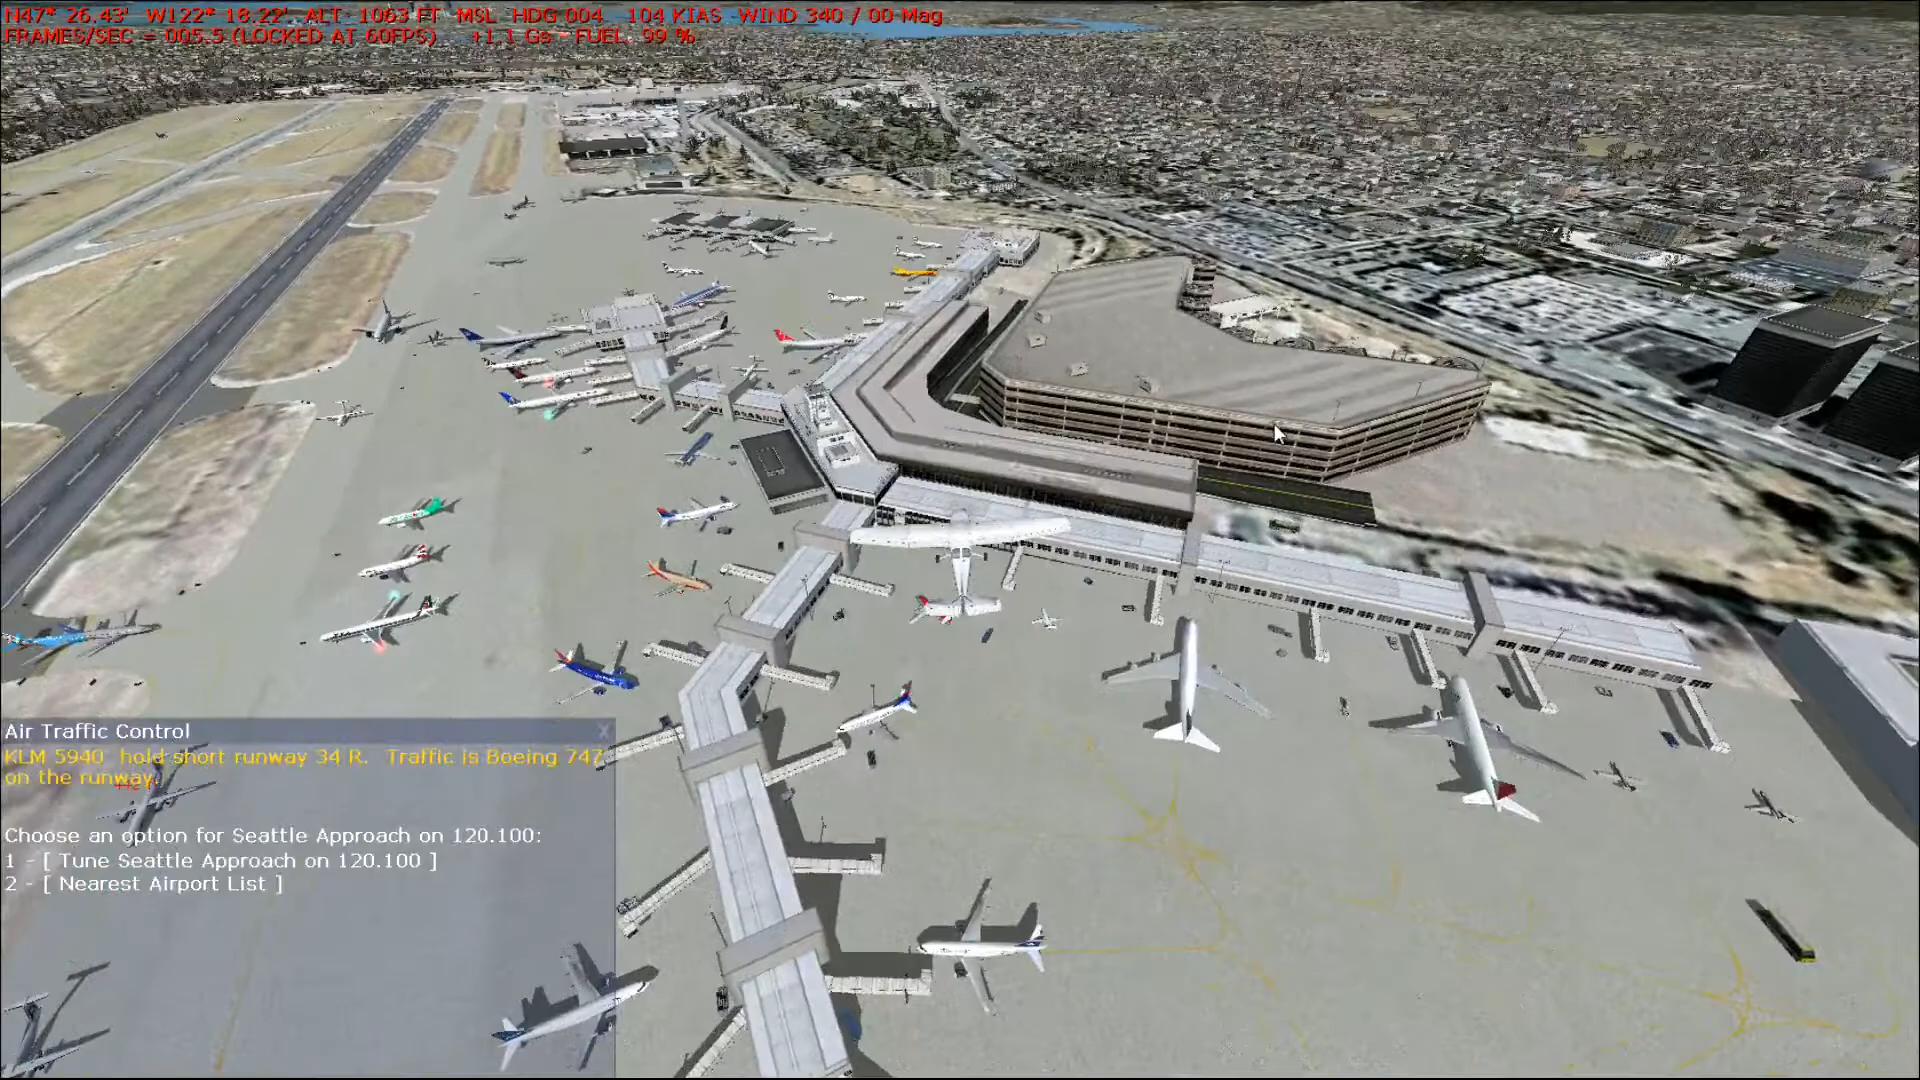 N47* 26.43' W122* 18.22' ALT: 1063 FT MSL HDG 004 104 KIAS WIND 340 / 00 Mag
FRAMES/SEC = 005.5 (LOCKED AT 60FPS) +1.1 Gs FUEL: 99 %
Air Traffic Control X
KLM 5940 hold short runway 34 R. Traffic is Boeing 747
on the runway.
Choose an option for Seattle Approach on 120.100:
1 - [ Tune Seattle Approach on 120.100 ]
2 - [ Nearest Airport List ]